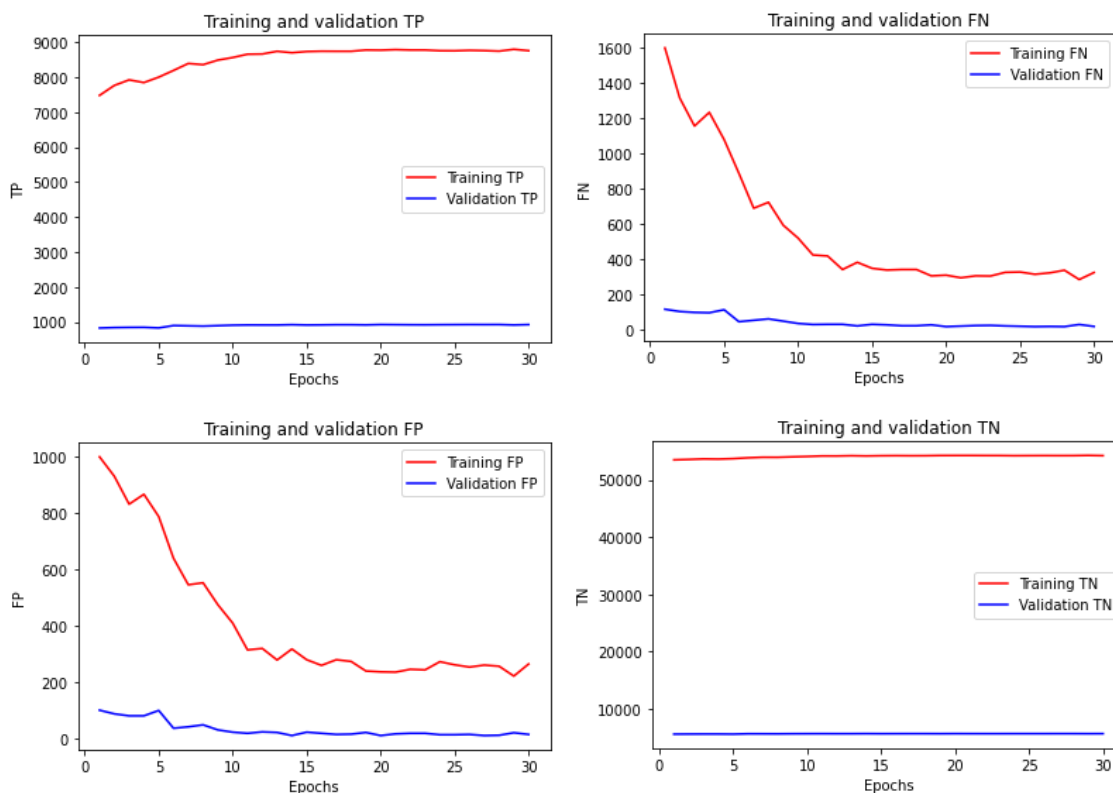 Training and validation TP
9000
8000
7000
6000
5000
4000
3000
2000
1000
TP
Training TP
Validation TP
0 5 10 15 20 25 30
Epochs
Training and validation FN
1600
1400
1200
1000
800
600
400
200
0
FN
Training FN
Validation FN
0 5 10 15 20 25 30
Epochs
Training and validation FP
1000
800
600
400
200
0
FP
Training FP
Validation FP
0 5 10 15 20 25 30
Epochs
Training and validation TN
50000
40000
30000
20000
10000
TN
Training TN
Validation TN
0 5 10 15 20 25 30
Epochs